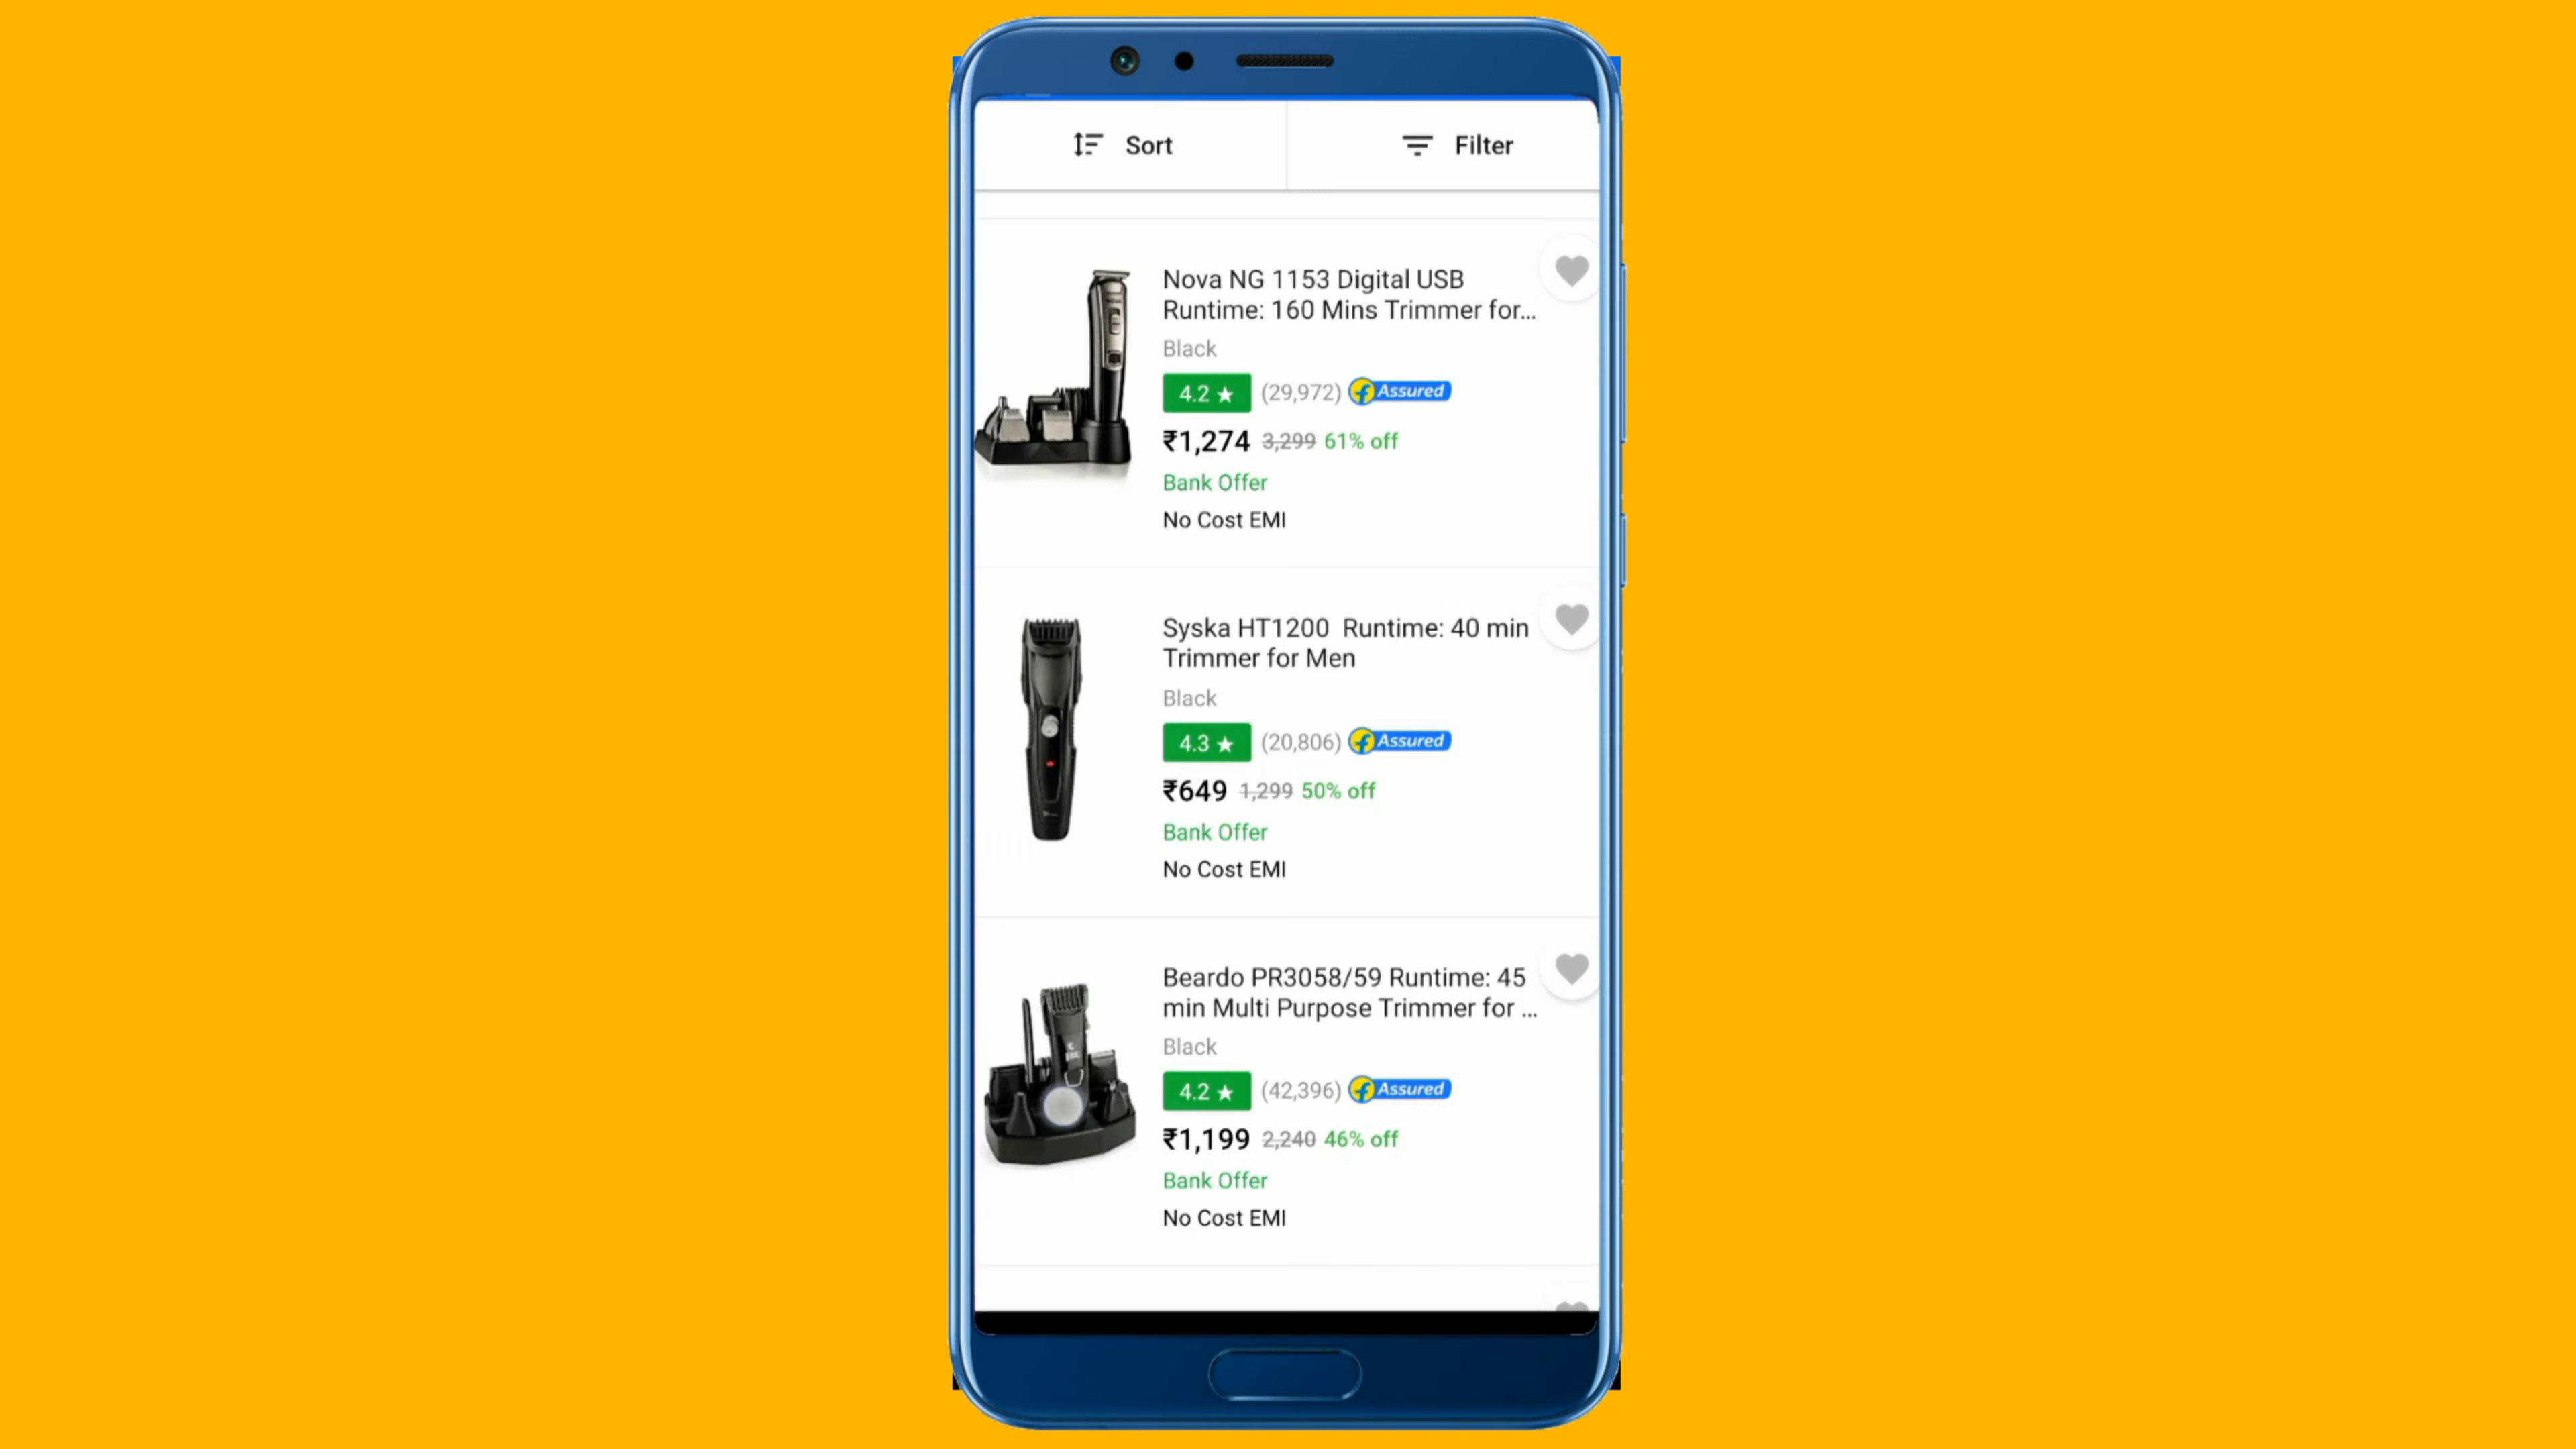 Sort
Filter
Nova NG 1153 Digital USB
Runtime: 160 Mins Trimmer for...
Black
4.2 ★ (29,972) f Assured
₹1,274 3,299 61% off
Bank Offer
No Cost EMI
Syska HT1200 Runtime: 40 min
Trimmer for Men
Black
4.3 ★ (20,806) f Assured
₹649 1,299 50% off
Bank Offer
No Cost EMI
Beardo PR3058/59 Runtime: 45
min Multi Purpose Trimmer for ...
Black
4.2 ★ (42,396) f Assured
₹1,199 2,240 46% off
Bank Offer
No Cost EMI